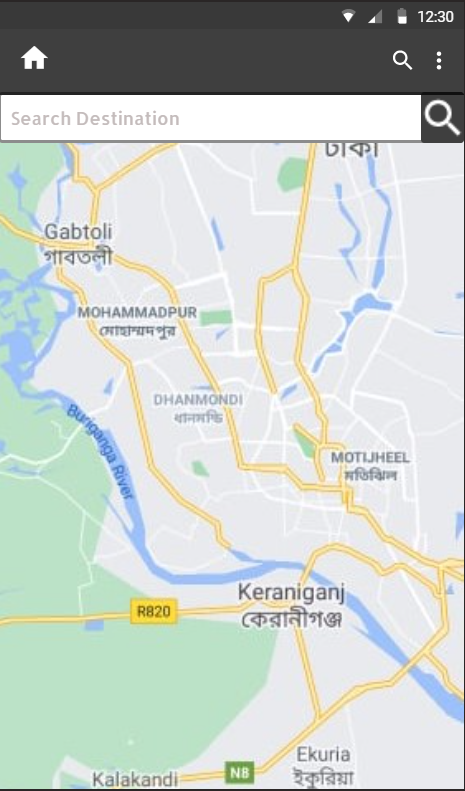 12:30
Search Destination
ঢাকা
Gabtoli
গাবতলী
MOHAMMADPUR
মোহাম্মদপুর
DHANMONDI
ধানমন্ডি
Buriganga River
MOTIJHEEL
মতিঝিল
Keraniganj
কেরানীগঞ্জ
R820
Ekuria
ইকুরিয়া
N8
Kalakandi